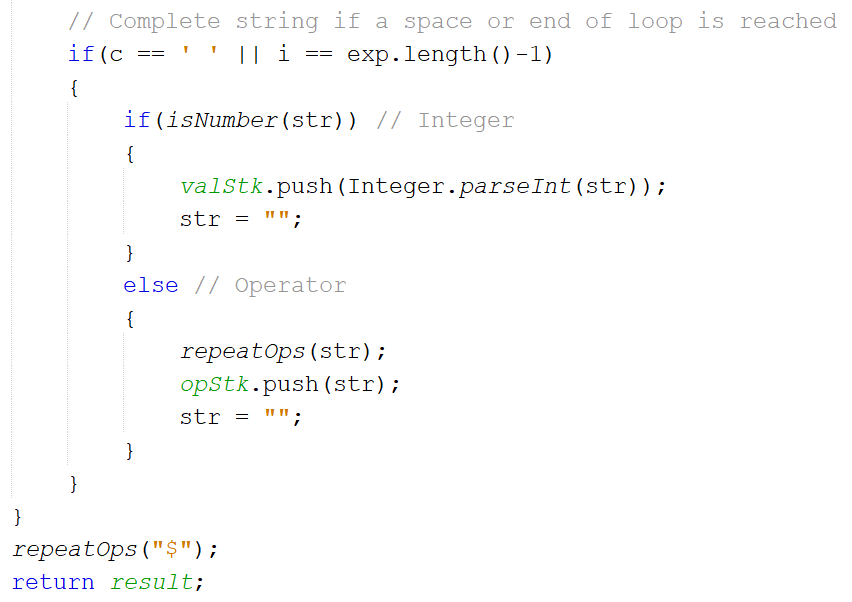 // Complete string if a space or end of loop is reached
if(c == ' ' || i == exp.length()-1)
{
if(isNumber(str)) // Integer
{
valStk.push(Integer.parseInt(str));
str = "";
}
else // Operator
{
repeatOps(str);
opStk.push(str);
str = "";
}
}
}
repeatOps("$");
return result;